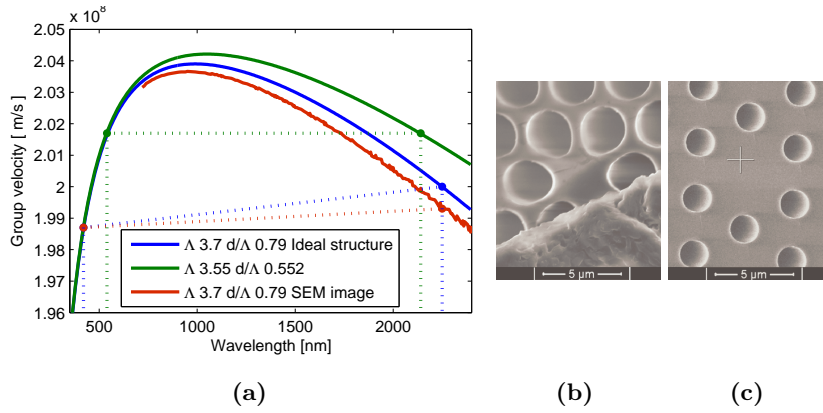 x 10⁸
2.05
2.04
2.03
2.02
2.01
2
1.99
1.98
1.97
1.96
Group velocity [ m/s ]
Λ 3.7 d/Λ 0.79 Ideal structure
Λ 3.55 d/Λ 0.552
Λ 3.7 d/Λ 0.79 SEM image
500 1000 1500 2000
Wavelength [nm]
5 µm
5 µm
(a) (b) (c)